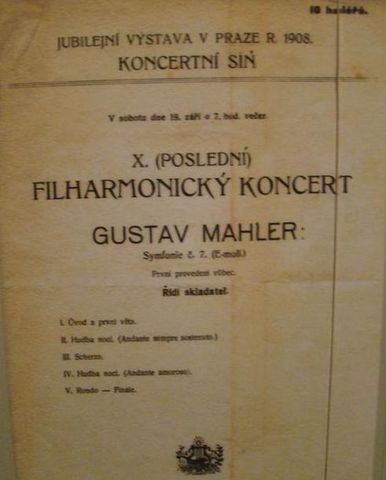 10 haléřů.
JUBILEJNÍ VÝSTAVA V PRAZE R. 1908.
KONCERTNÍ SÍŇ
V sobotu dne 19. září o 7. hod. večer.
X. (POSLEDNÍ)
FILHARMONICKÝ KONCERT
GUSTAV MAHLER:
Symfonie č. 7. (E-moll.)
První provedení vůbec.
Řídí skladatel.
I. Úvod a první věta.
II. Hudba noci. (Andante sempre sostenuto.)
III. Scherzo.
IV. Hudba noci. (Andante amoroso).
V. Rondo — Finale.